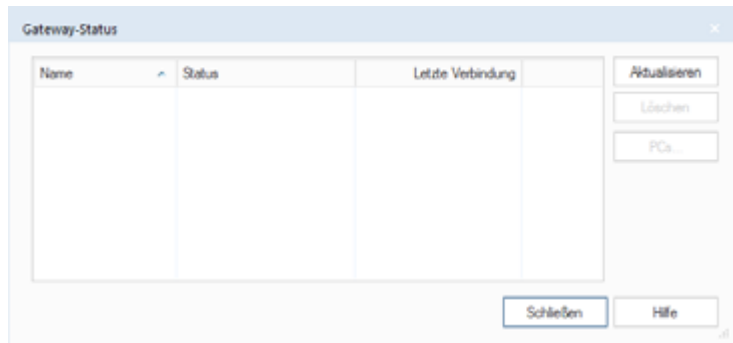 Gateway-Status
Name Status Letzte Verbindung
Aktualisieren
Löschen
PCs...
Schließen Hilfe